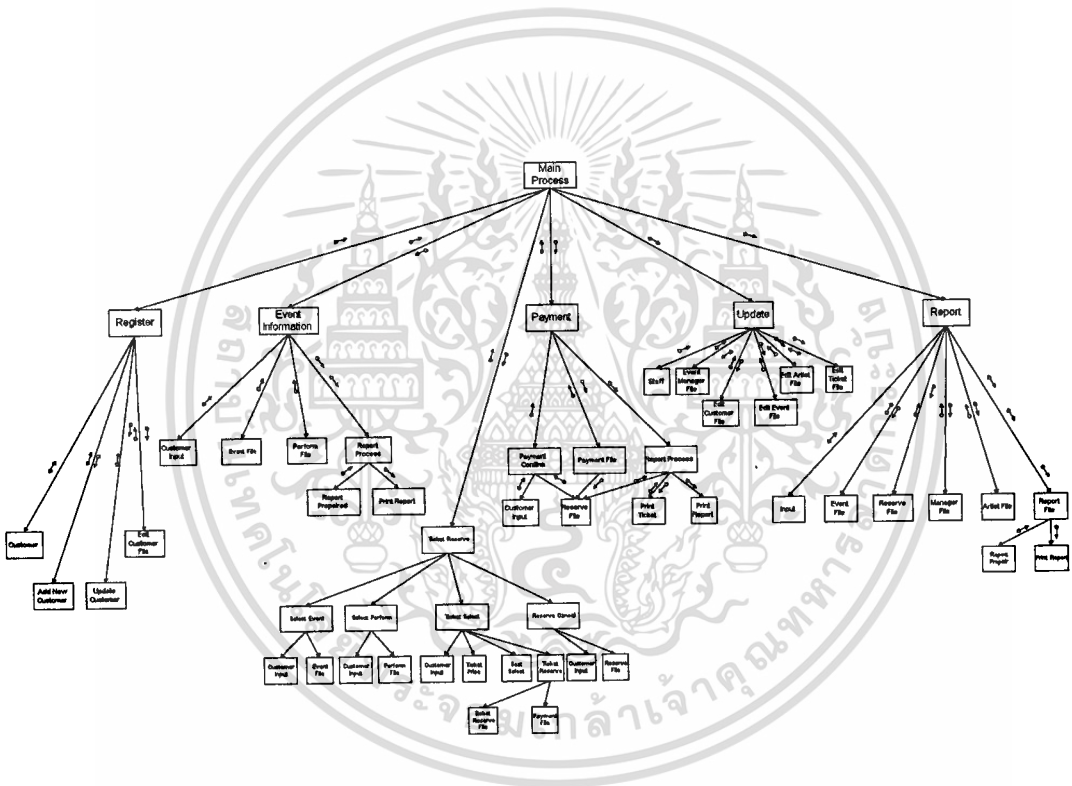 Main
Process
Register
Event
Information
Payment
Update
Report
Customer
Add New
Customer
Update
Customer
Edit
Customer
File
Customer
Input
Event File
Perform
File
Report
Process
Report
Prepaired
Print Report
Payment
Confirm
Payment File
Report Process
Customer
Input
Reserve
File
Print
Ticket
Print
Report
Staff
Event
Manager
File
Edit
Customer
File
Edit Event
File
Edit Artist
File
Edit
Ticket
File
Input
Event
File
Reserve
File
Manager
File
Artist File
Report
File
Report
Print Report
Select Event
Select Perform
Ticket Select
Customer
Input
Event
File
Customer
Input
Perform
File
Customer
Input
Ticket
Price
Seat
Select
Ticket
Reserve
Customer
Input
Reserve
File
Reserve
File
Payment
File